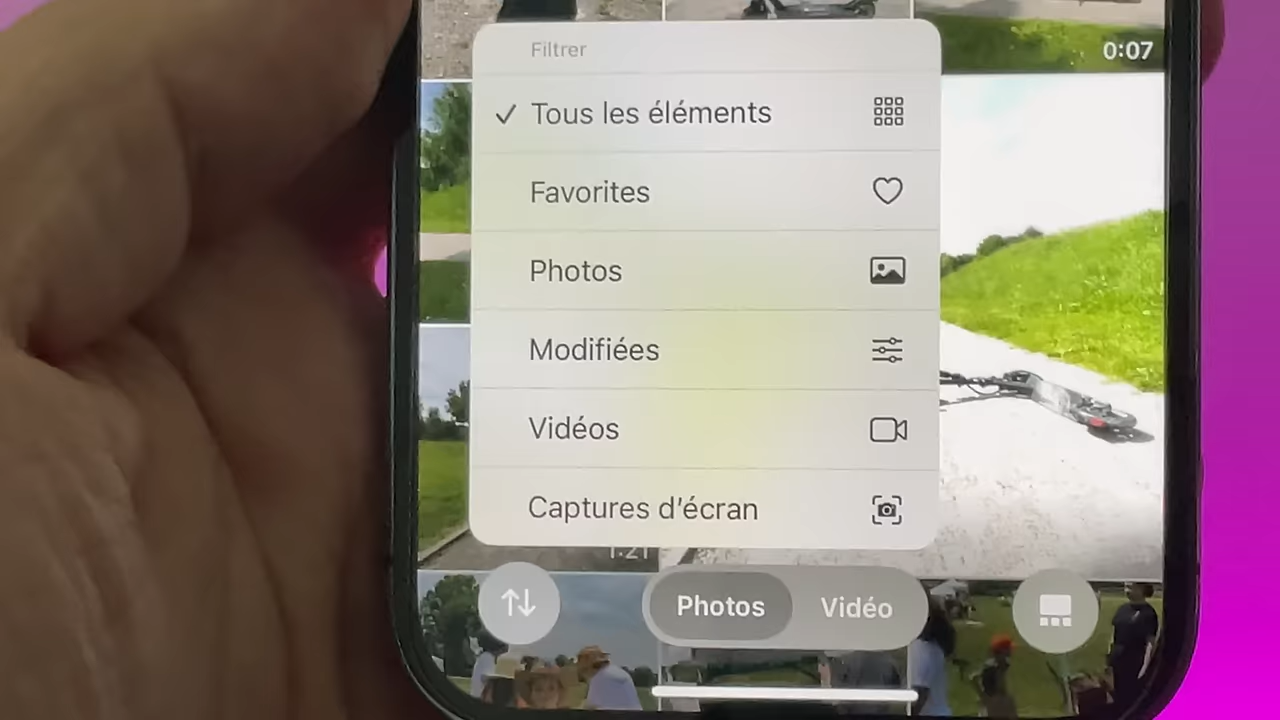 0:07
Filtrer
Tous les éléments
Favorites
Photos
Modifiées
Vidéos
Captures d'écran
1:21
Photos
Vidéo